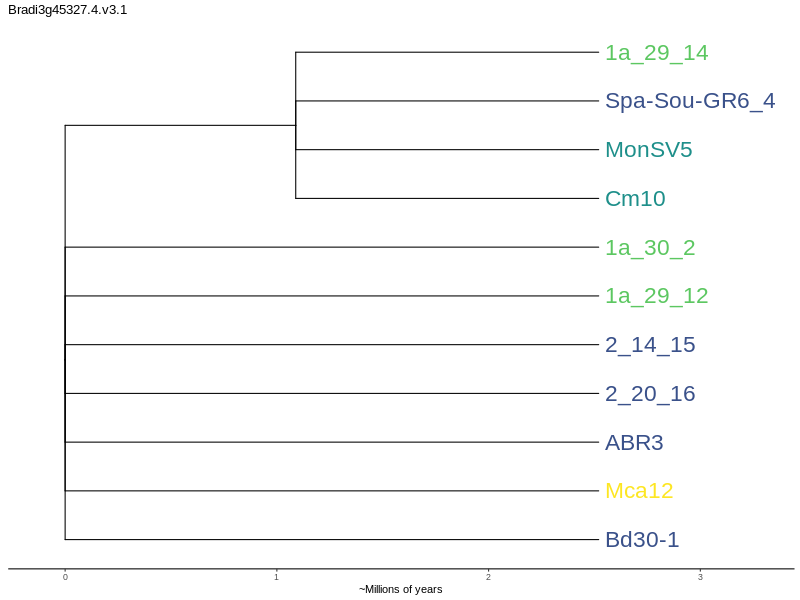 Bradi3g45327.4.v3.1
1a_29_14
Spa-Sou-GR6_4
MonSV5
Cm10
1a_30_2
1a_29_12
2_14_15
2_20_16
ABR3
Mca12
Bd30-1
0 1 2 3
~Millions of years